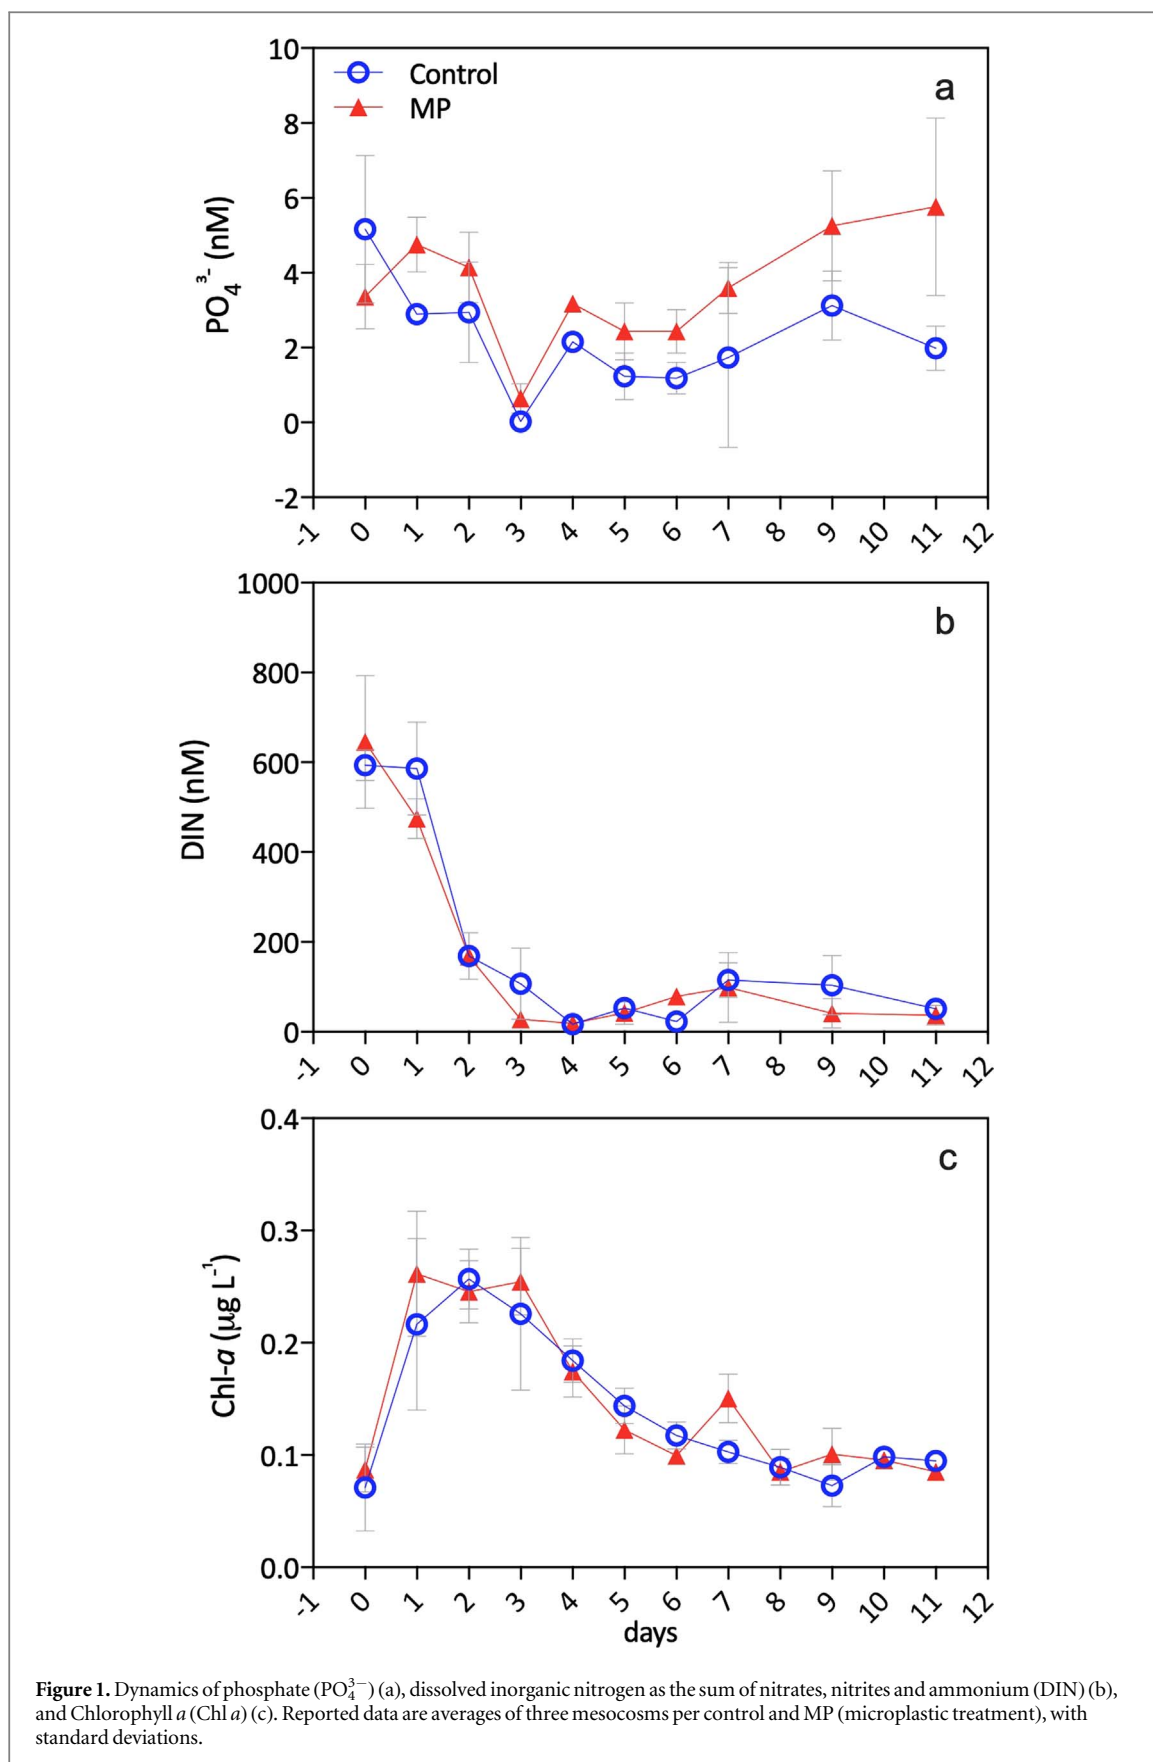 10
8
6
4
2
0
-2
PO₄³⁻ (nM)
Control
MP
a
-1 0 1 2 3 4 5 6 7 8 9 10 11 12
1000
800
600
400
200
0
DIN (nM)
b
-1 0 1 2 3 4 5 6 7 8 9 10 11 12
0.4
0.3
0.2
0.1
0.0
Chl-a (µg L⁻¹)
c
-1 0 1 2 3 4 5 6 7 8 9 10 11 12
days
Figure 1. Dynamics of phosphate (PO₄³⁻) (a), dissolved inorganic nitrogen as the sum of nitrates, nitrites and ammonium (DIN) (b),
and Chlorophyll a (Chl a) (c). Reported data are averages of three mesocosms per control and MP (microplastic treatment), with
standard deviations.